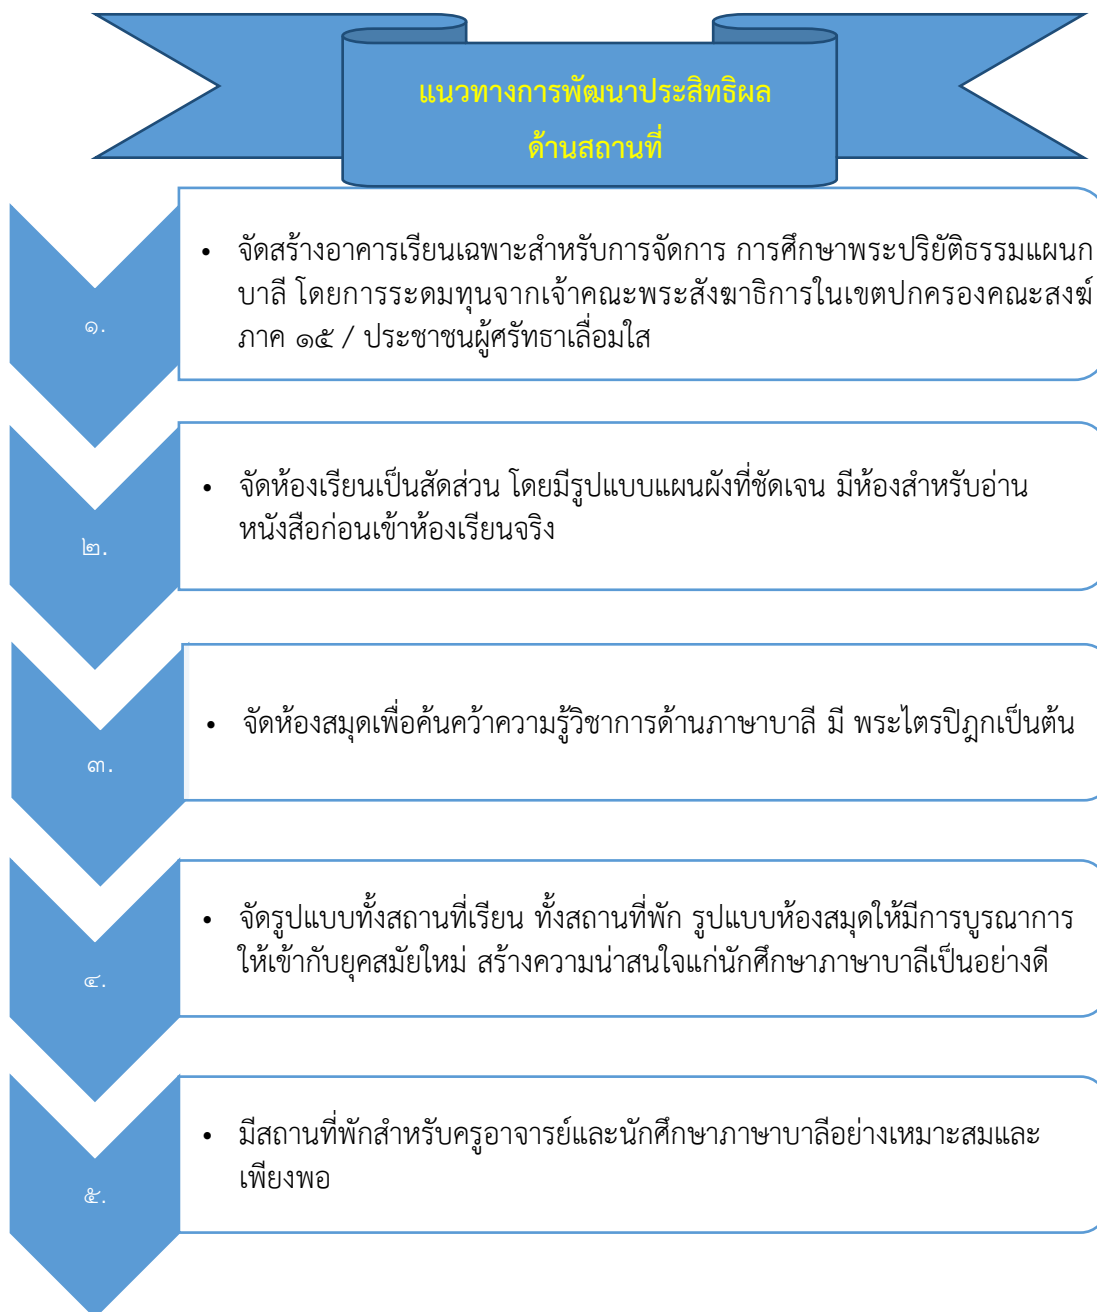 แนวทางการพัฒนาประสิทธิผล
ด้านสถานที่
๑.
• จัดสร้างอาคารเรียนเฉพาะสำหรับการจัดการ การศึกษาพระปริยัติธรรมแผนก
บาลี โดยการระดมทุนจากเจ้าคณะพระสังฆาธิการในเขตปกครองคณะสงฆ์
ภาค ๑๕ / ประชาชนผู้ศรัทธาเลื่อมใส
๒.
• จัดห้องเรียนเป็นสัดส่วน โดยมีรูปแบบแผนผังที่ชัดเจน มีห้องสำหรับอ่าน
หนังสือก่อนเข้าห้องเรียนจริง
๓.
• จัดห้องสมุดเพื่อค้นคว้าความรู้วิชาการด้านภาษาบาลี มี พระไตรปิฎกเป็นต้น
๔.
• จัดรูปแบบทั้งสถานที่เรียน ทั้งสถานที่พัก รูปแบบห้องสมุดให้มีการบูรณาการ
ให้เข้ากับยุคสมัยใหม่ สร้างความน่าสนใจแก่นักศึกษาภาษาบาลีเป็นอย่างดี
๕.
• มีสถานที่พักสำหรับครูอาจารย์และนักศึกษาภาษาบาลีอย่างเหมาะสมและ
เพียงพอ